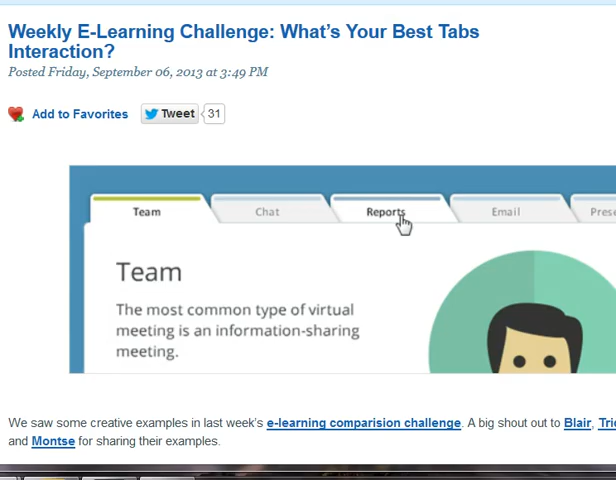 Weekly E-Learning Challenge: What's Your Best Tabs
Interaction?
Posted Friday, September 06, 2013 at 3:49 PM
Add to Favorites Tweet 31
Team Chat Reports Email
Team
The most common type of virtual
meeting is an information-sharing
meeting.
We saw some creative examples in last week's e-learning comparision challenge. A big shout out to Blair,
and Montse for sharing their examples.